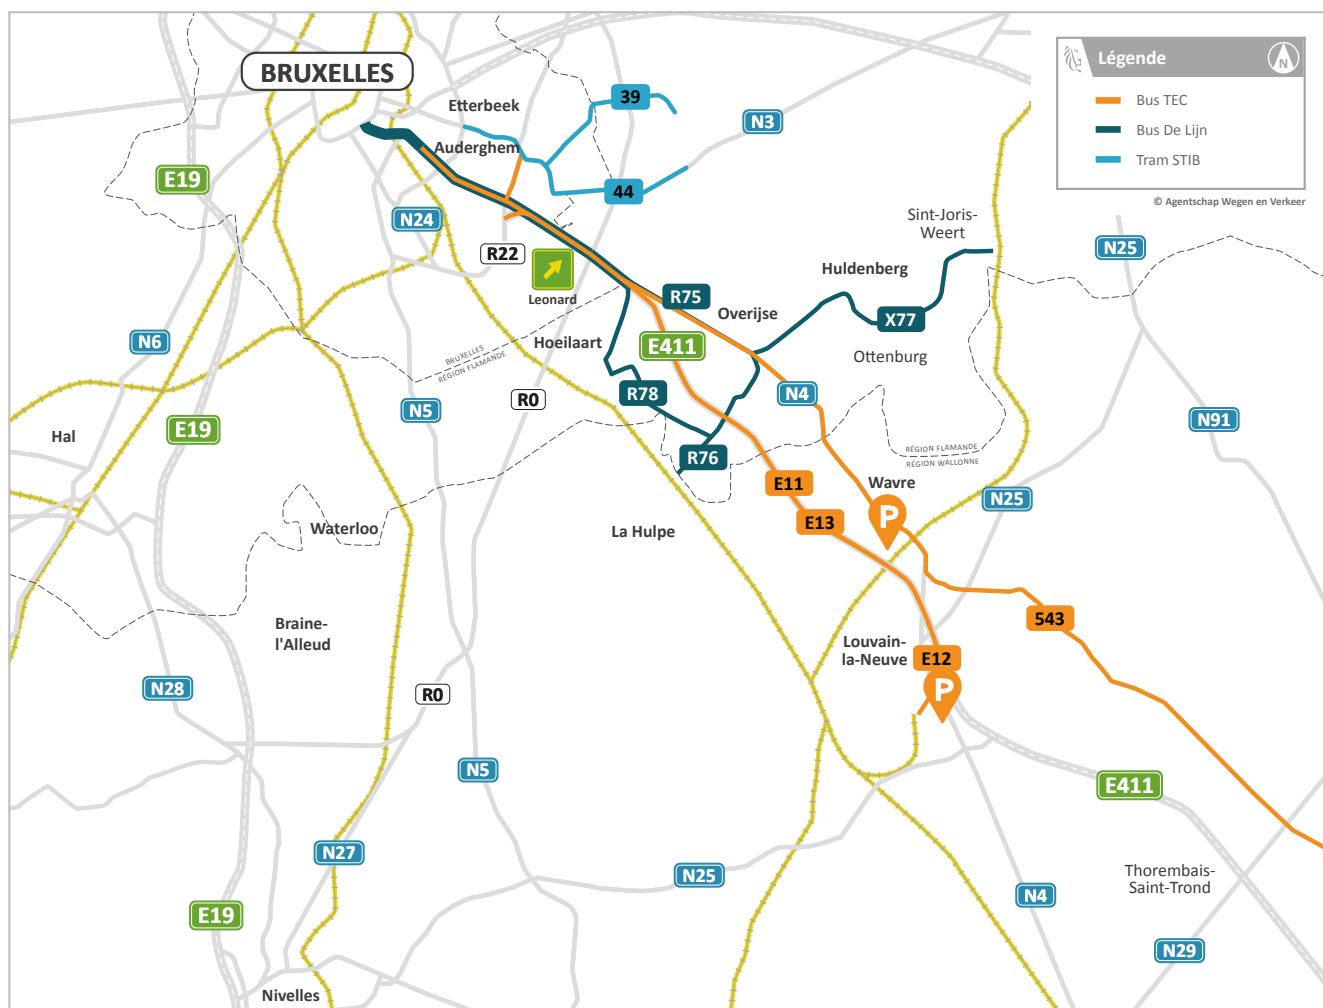 BRUXELLES
Légende
N
Bus TEC
Bus De Lijn
Tram STIB
© Agentschap Wegen en Verkeer
Etterbeek
39
N3
Auderghem
E19
44
N24
Sint-Joris-
Weert
N25
R22
Leonard
Huldenberg
R75
Overijse
X77
N6
Hoeilaart
E411
BRUXELLES
RÉGION FLAMANDE
Ottenburg
R78
N4
R0
N5
N91
E19
Hal
R76
RÉGION FLAMANDE
RÉGION WALLONNE
E11
Wavre
N25
P
E13
Waterloo
La Hulpe
543
Braine-
l'Alleud
Louvain-
la-Neuve
E12
P
N28
R0
N5
E411
N27
N25
Thorembais-
Saint-Trond
N4
E19
N29
Nivelles